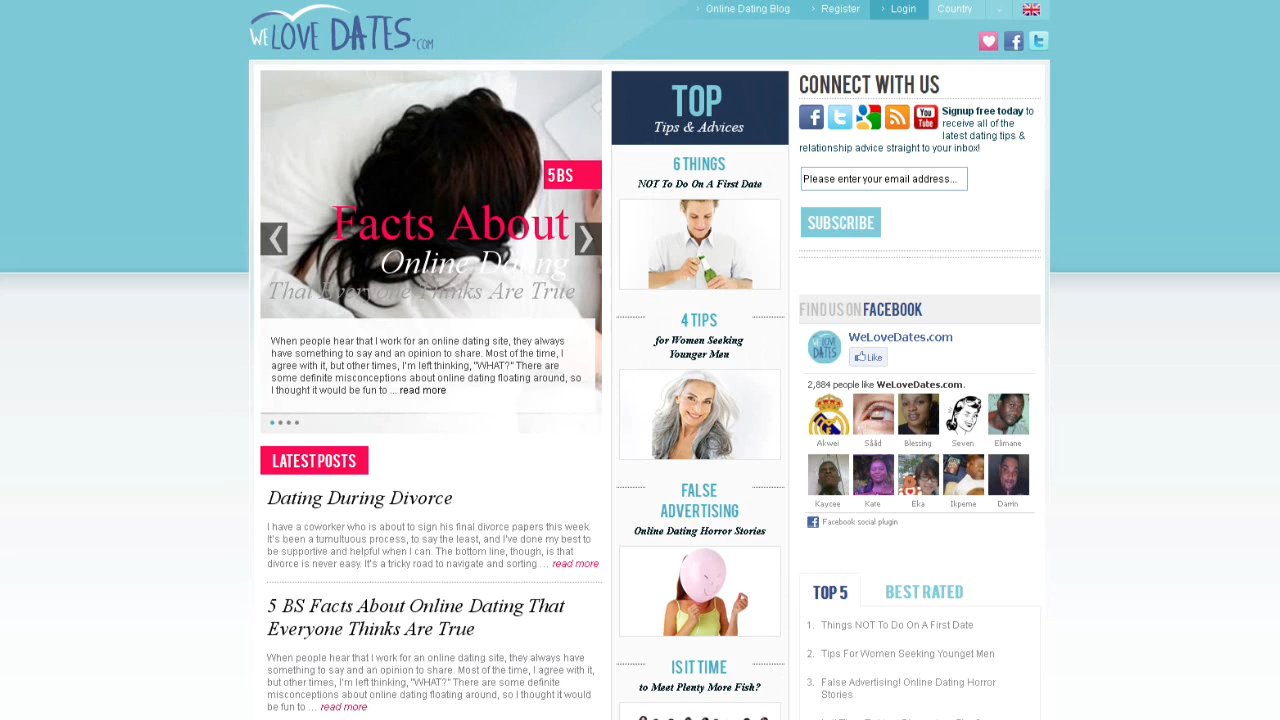 WE LOVE DATES.COM
Online Dating Blog
Register
Login
Country
5 BS
Facts About
Online Dating
That Everyone Thinks Are Trite
When people hear that I work for an online dating site, they always
have something to say and an opinion to share. Most of the time, I
agree with it, but other times, I'm left thinking, "WHAT?" There are
some definite misconceptions about online dating floating around, so
I thought it would be fun to ... read more
LATEST POSTS
Dating During Divorce
I have a coworker who is about to sign his final divorce papers this week.
It's been a tumultuous process, to say the least, and I've done my best to
be supportive and helpful when I can. The bottom line, though, is that
divorce is never easy. It's a tricky road to navigate and sorting ... read more
5 BS Facts About Online Dating That
Everyone Thinks Are True
When people hear that I work for an online dating site, they always have
something to say and an opinion to share. Most of the time, I agree with it,
but other times, I'm left thinking, "WHAT?" There are some definite
misconceptions about online dating floating around, so I thought it would
be fun to ... read more
TOP
Tips & Advices
6 THINGS
NOT To Do On A First Date
4 TIPS
for Women Seeking
Younger Men
FALSE
ADVERTISING
Online Dating Horror Stories
IS IT TIME
to Meet Plenty More Fish?
CONNECT WITH US
You
Tube
Signup free today to
receive all of the
latest dating tips &
relationship advice straight to your inbox!
Please enter your email address...
SUBSCRIBE
FIND US ON FACEBOOK
WE LOVE
DATES
WeLoveDates.com
Like
2,884 people like WeLoveDates.com.
Akwei Sååd Blessing Seven Elimane
Kaycee Kate Eka Ikpeme Darrin
Facebook social plugin
TOP 5
BEST RATED
1. Things NOT To Do On A First Date
2. Tips For Women Seeking Younget Men
3. False Advertising! Online Dating Horror
Stories